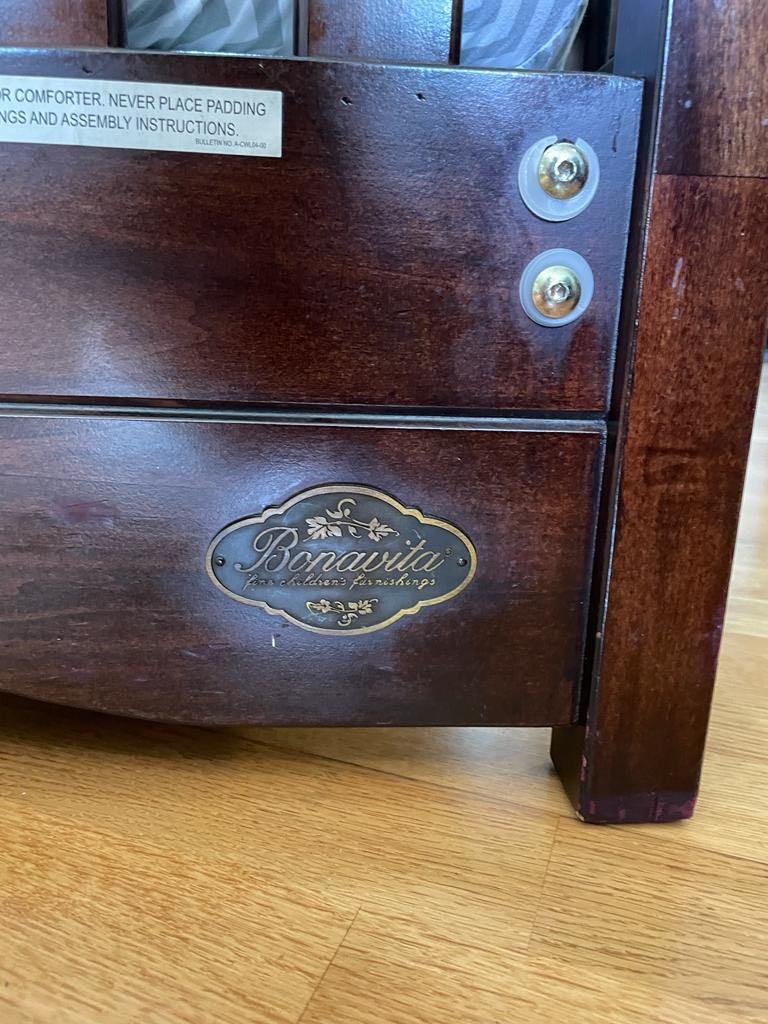 OR COMFORTER. NEVER PLACE PADDING
NGS AND ASSEMBLY INSTRUCTIONS.
BULLETIN NO. A-CWL04-00
Bonavita®
fine children's furnishings